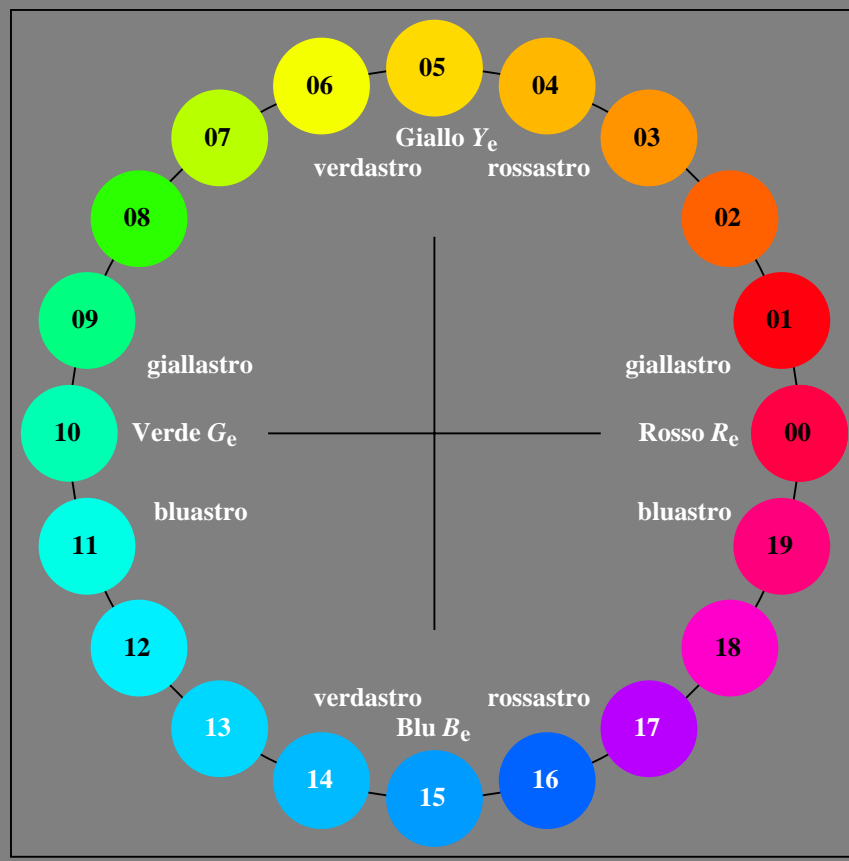 05
06 04
Giallo Yₑ
07 03
verdastro rossastro
08 02
09 01
giallastro giallastro
10 Verde Gₑ Rosso Rₑ 00
bluastro bluastro
11 19
12 18
verdastro rossastro
13 Blu Bₑ 17
14 16
15